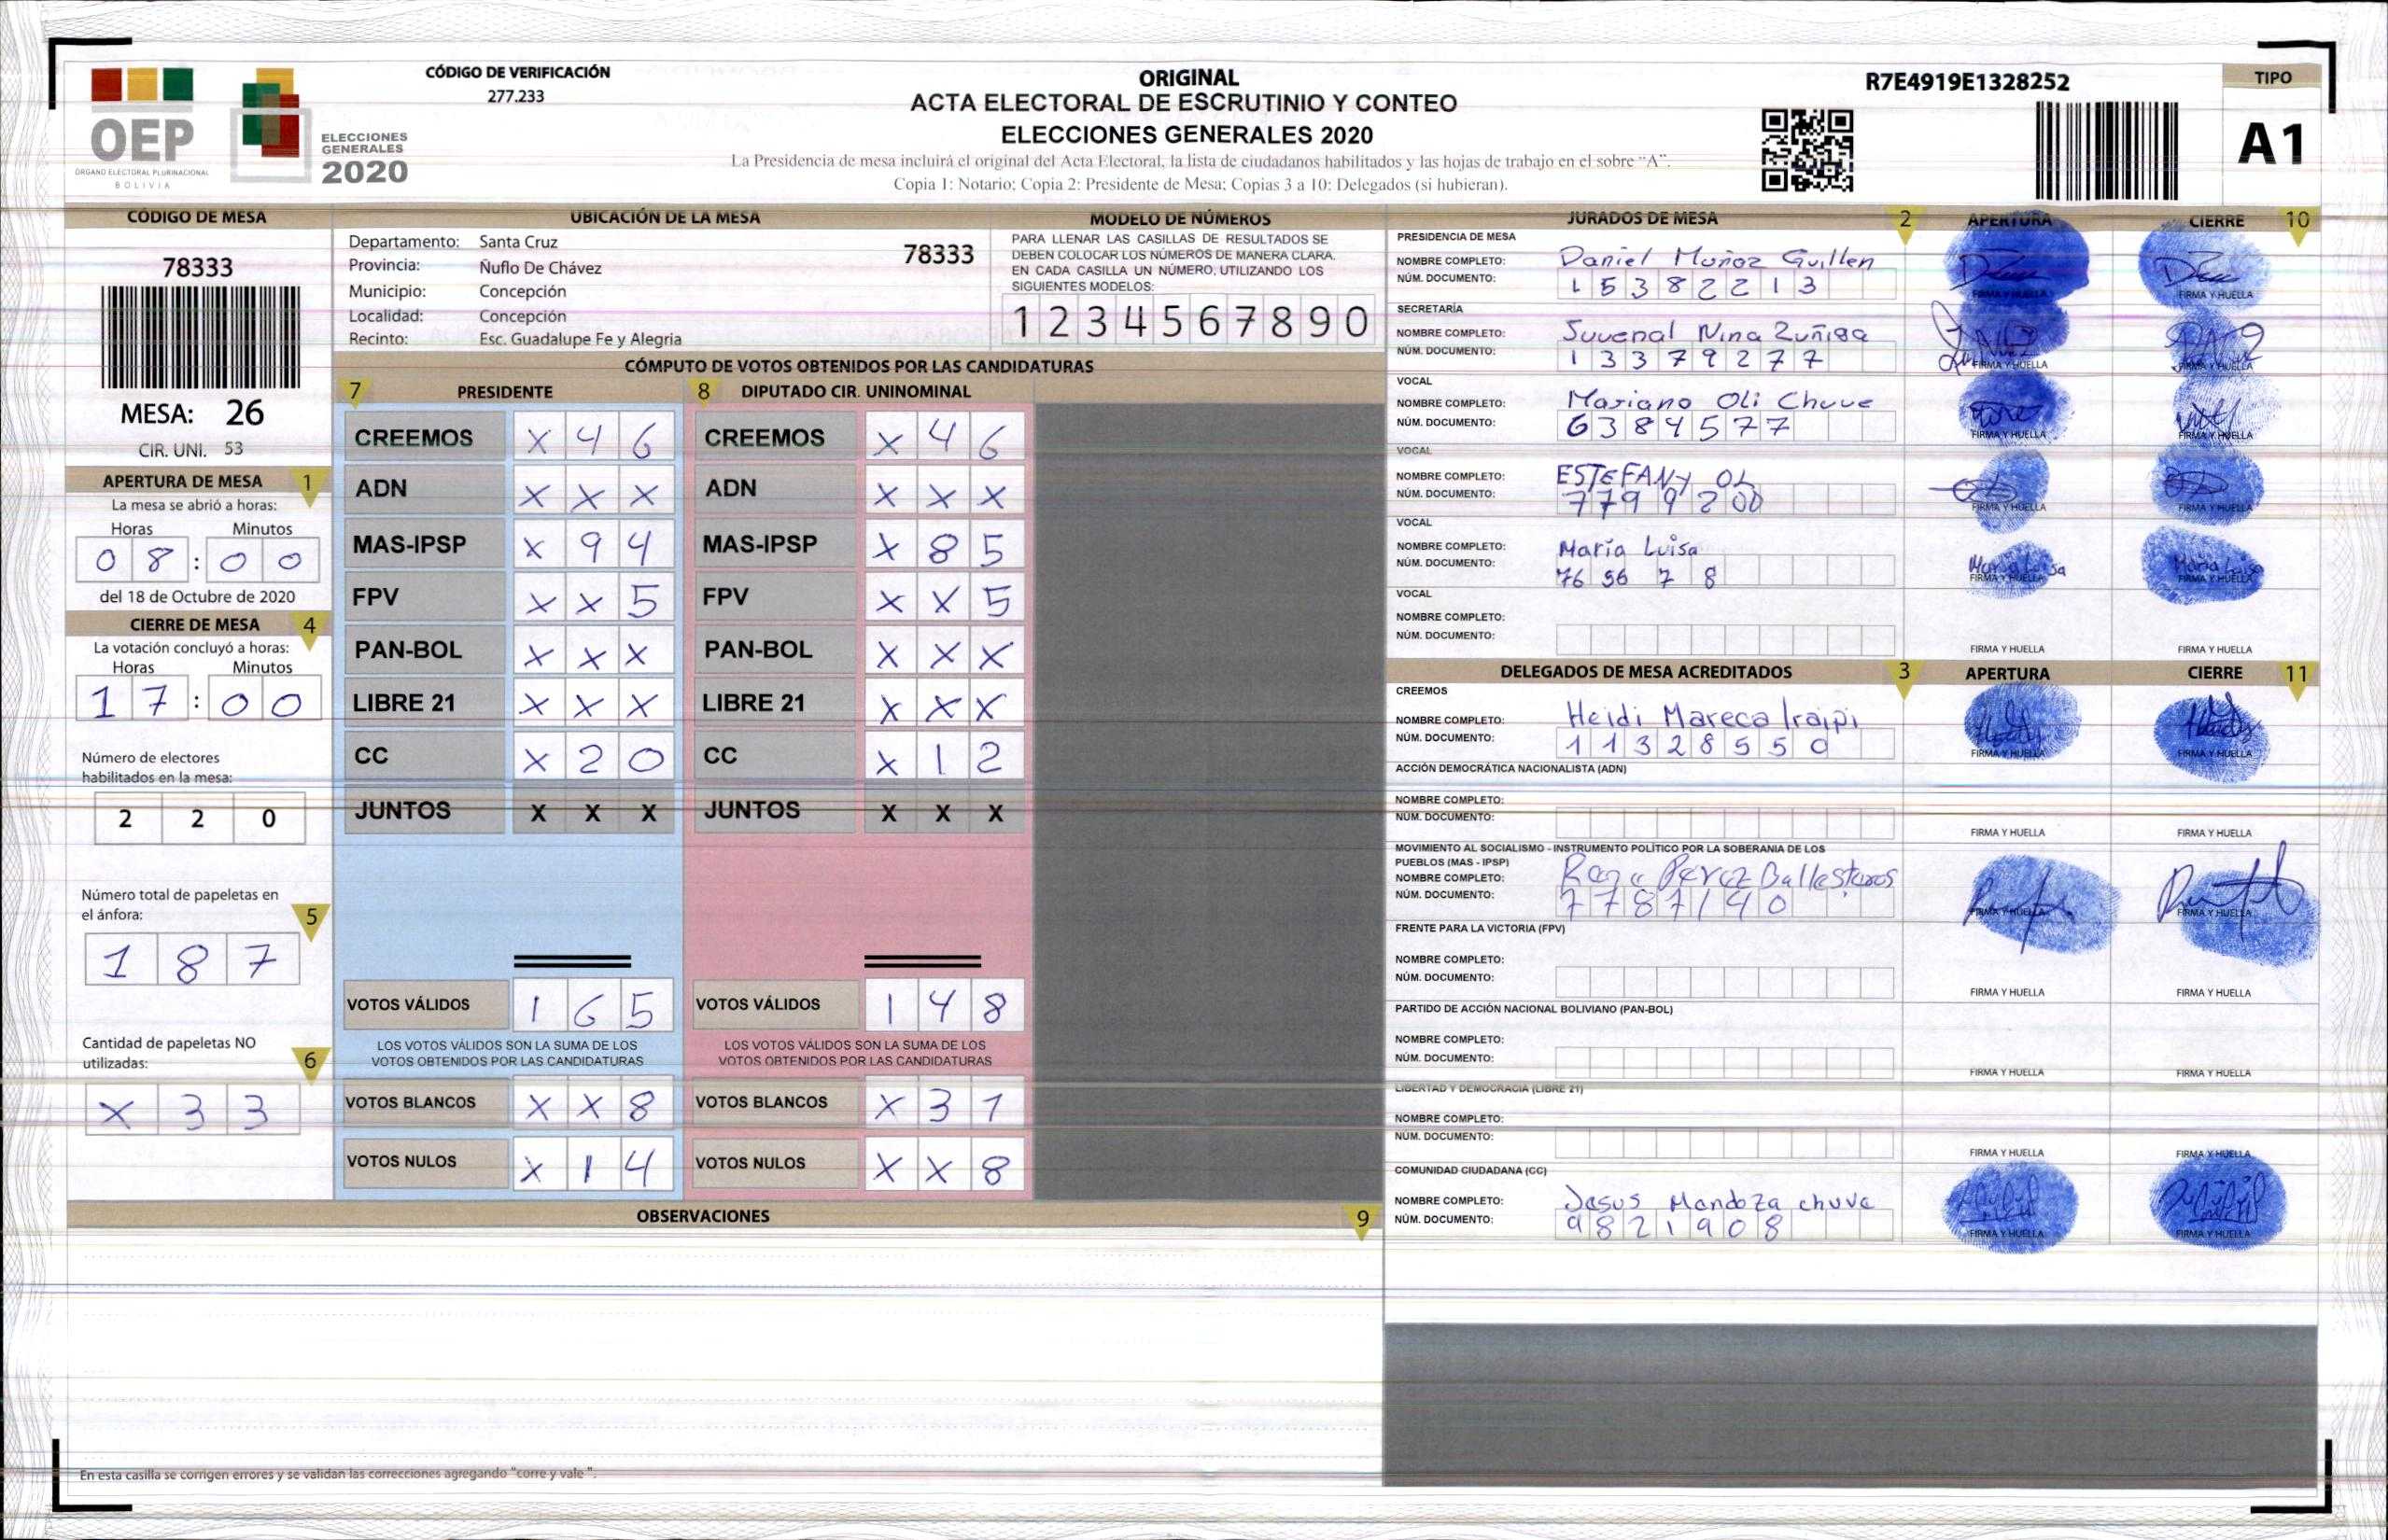 CÓDIGO DE VERIFICACIÓN
277.233
ORIGINAL
ACTA ELECTORAL DE ESCRUTINIO Y CONTEO
ELECCIONES GENERALES 2020
La Presidencia de mesa incluirá el original del Acta Electoral, la lista de ciudadanos habilitados y las hojas de trabajo en el sobre "A".
Copia 1: Notario; Copia 2: Presidente de Mesa; Copias 3 a 10: Delegados (si hubieran).
R7E4919E1328252
TIPO
A1
OEP
ÓRGANO ELECTORAL PLURINACIONAL
BOLIVIA
ELECCIONES
GENERALES
2020
CÓDIGO DE MESA
78333
MESA: 26
CIR. UNI. 53
APERTURA DE MESA 1
La mesa se abrió a horas:
Horas Minutos
0 8 : 0 0
del 18 de Octubre de 2020
CIERRE DE MESA 4
La votación concluyó a horas:
Horas Minutos
1 7 : 0 0
Número de electores
habilitados en la mesa:
2 2 0
Número total de papeletas en
el ánfora: 5
1 8 7
Cantidad de papeletas NO
utilizadas: 6
X 3 3
UBICACIÓN DE LA MESA
Departamento: Santa Cruz 78333
Provincia: Ñuflo De Chávez
Municipio: Concepción
Localidad: Concepción
Recinto: Esc. Guadalupe Fe y Alegria
MODELO DE NÚMEROS
PARA LLENAR LAS CASILLAS DE RESULTADOS SE
DEBEN COLOCAR LOS NÚMEROS DE MANERA CLARA.
EN CADA CASILLA UN NÚMERO, UTILIZANDO LOS
SIGUIENTES MODELOS:
1 2 3 4 5 6 7 8 9 0
CÓMPUTO DE VOTOS OBTENIDOS POR LAS CANDIDATURAS
7 PRESIDENTE 8 DIPUTADO CIR. UNINOMINAL
CREEMOS X 4 6 CREEMOS X 4 6
ADN X X X ADN X X X
MAS-IPSP X 9 4 MAS-IPSP X 8 5
FPV X X 5 FPV X X 5
PAN-BOL X X X PAN-BOL X X X
LIBRE 21 X X X LIBRE 21 X X X
CC X 2 0 CC X 1 2
JUNTOS X X X JUNTOS X X X
VOTOS VÁLIDOS 1 6 5 VOTOS VÁLIDOS 1 4 8
LOS VOTOS VÁLIDOS SON LA SUMA DE LOS LOS VOTOS VÁLIDOS SON LA SUMA DE LOS
VOTOS OBTENIDOS POR LAS CANDIDATURAS VOTOS OBTENIDOS POR LAS CANDIDATURAS
VOTOS BLANCOS X X 8 VOTOS BLANCOS X 3 1
VOTOS NULOS X 1 4 VOTOS NULOS X X 8
OBSERVACIONES 9
En esta casilla se corrigen errores y se validan las correcciones agregando "corre y vale".
JURADOS DE MESA 2 APERTURA CIERRE 10
PRESIDENCIA DE MESA
NOMBRE COMPLETO: Daniel Muñoz Guillen
NÚM. DOCUMENTO: 1 5 3 8 2 2 1 3
FIRMA Y HUELLA FIRMA Y HUELLA
SECRETARÍA
NOMBRE COMPLETO: Juvenal Nina Zuñiga
NÚM. DOCUMENTO: 1 3 3 7 9 2 7 7
FIRMA Y HUELLA FIRMA Y HUELLA
VOCAL
NOMBRE COMPLETO: Mariano Oli Chuve
NÚM. DOCUMENTO: 6 3 8 4 5 7 7
FIRMA Y HUELLA FIRMA Y HUELLA
VOCAL
NOMBRE COMPLETO: ESTEFANY OL
NÚM. DOCUMENTO: 7 7 9 9 2 0 0
FIRMA Y HUELLA FIRMA Y HUELLA
VOCAL
NOMBRE COMPLETO: María Luisa
NÚM. DOCUMENTO: 76 56 7 8
FIRMA Y HUELLA FIRMA Y HUELLA
VOCAL
NOMBRE COMPLETO:
NÚM. DOCUMENTO:
FIRMA Y HUELLA FIRMA Y HUELLA
DELEGADOS DE MESA ACREDITADOS 3 APERTURA CIERRE 11
CREEMOS
NOMBRE COMPLETO: Heidi Mareca Iraipi
NÚM. DOCUMENTO: 1 1 3 2 8 5 5 0
FIRMA Y HUELLA FIRMA Y HUELLA
ACCIÓN DEMOCRÁTICA NACIONALISTA (ADN)
NOMBRE COMPLETO:
NÚM. DOCUMENTO:
FIRMA Y HUELLA FIRMA Y HUELLA
MOVIMIENTO AL SOCIALISMO - INSTRUMENTO POLÍTICO POR LA SOBERANIA DE LOS
PUEBLOS (MAS - IPSP)
NOMBRE COMPLETO: Perez Ballesteros
NÚM. DOCUMENTO: 7 7 8 7 1 4 0
FIRMA Y HUELLA FIRMA Y HUELLA
FRENTE PARA LA VICTORIA (FPV)
NOMBRE COMPLETO:
NÚM. DOCUMENTO:
FIRMA Y HUELLA FIRMA Y HUELLA
PARTIDO DE ACCIÓN NACIONAL BOLIVIANO (PAN-BOL)
NOMBRE COMPLETO:
NÚM. DOCUMENTO:
FIRMA Y HUELLA FIRMA Y HUELLA
LIBERTAD Y DEMOCRACIA (LIBRE 21)
NOMBRE COMPLETO:
NÚM. DOCUMENTO:
FIRMA Y HUELLA FIRMA Y HUELLA
COMUNIDAD CIUDADANA (CC)
NOMBRE COMPLETO: Jesus Mendoza chuve
NÚM. DOCUMENTO: 9 8 2 1 9 0 8
FIRMA Y HUELLA FIRMA Y HUELLA